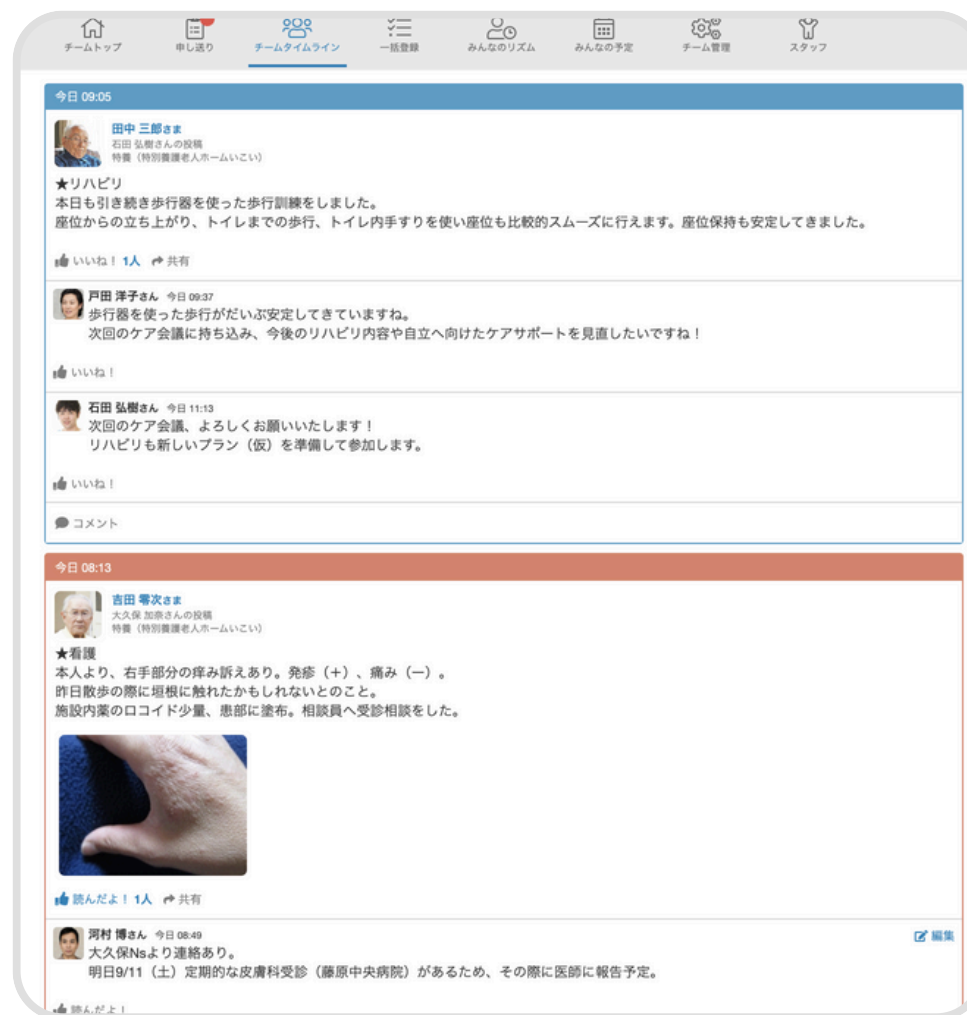 チームトップ
申し送り
チームタイムライン
一括登録
みんなのリズム
みんなの予定
チーム管理
スタッフ
今日 09:05
田中 三郎さま
石田 弘樹さんの投稿
特養（特別養護老人ホームいこい）
★リハビリ
本日も引き続き歩行器を使った歩行訓練をしました。
座位からの立ち上がり、トイレまでの歩行、トイレ内手すりを使い座位も比較的スムーズに行えます。座位保持も安定してきました。
いいね！ 1人 共有
戸田 洋子さん 今日 09:37
歩行器を使った歩行がだいぶ安定してきていますね。
次回のケア会議に持ち込み、今後のリハビリ内容や自立へ向けたケアサポートを見直したいですね！
いいね！
石田 弘樹さん 今日 11:13
次回のケア会議、よろしくお願いいたします！
リハビリも新しいプラン（仮）を準備して参加します。
いいね！
コメント
今日 08:13
吉田 零次さま
大久保 加奈さんの投稿
特養（特別養護老人ホームいこい）
★看護
本人より、右手部分の痒み訴えあり。発疹（+）、痛み（ー）。
昨日散歩の際に垣根に触れたかもしれないとのこと。
施設内薬のロコイド少量、患部に塗布。相談員へ受診相談をした。
読んだよ！ 1人 共有
河村 博さん 今日 08:49 編集
大久保Nsより連絡あり。
明日9/11（土）定期的な皮膚科受診（藤原中央病院）があるため、その際に医師に報告予定。
読んだよ！